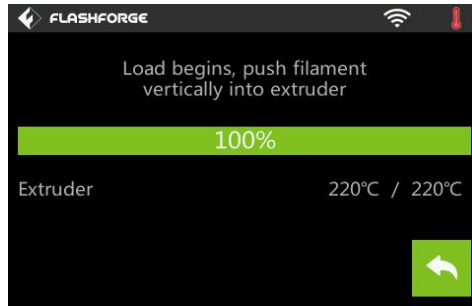 FLASHFORGE
Load begins, push filament
vertically into extruder
100%
Extruder 220℃ / 220℃